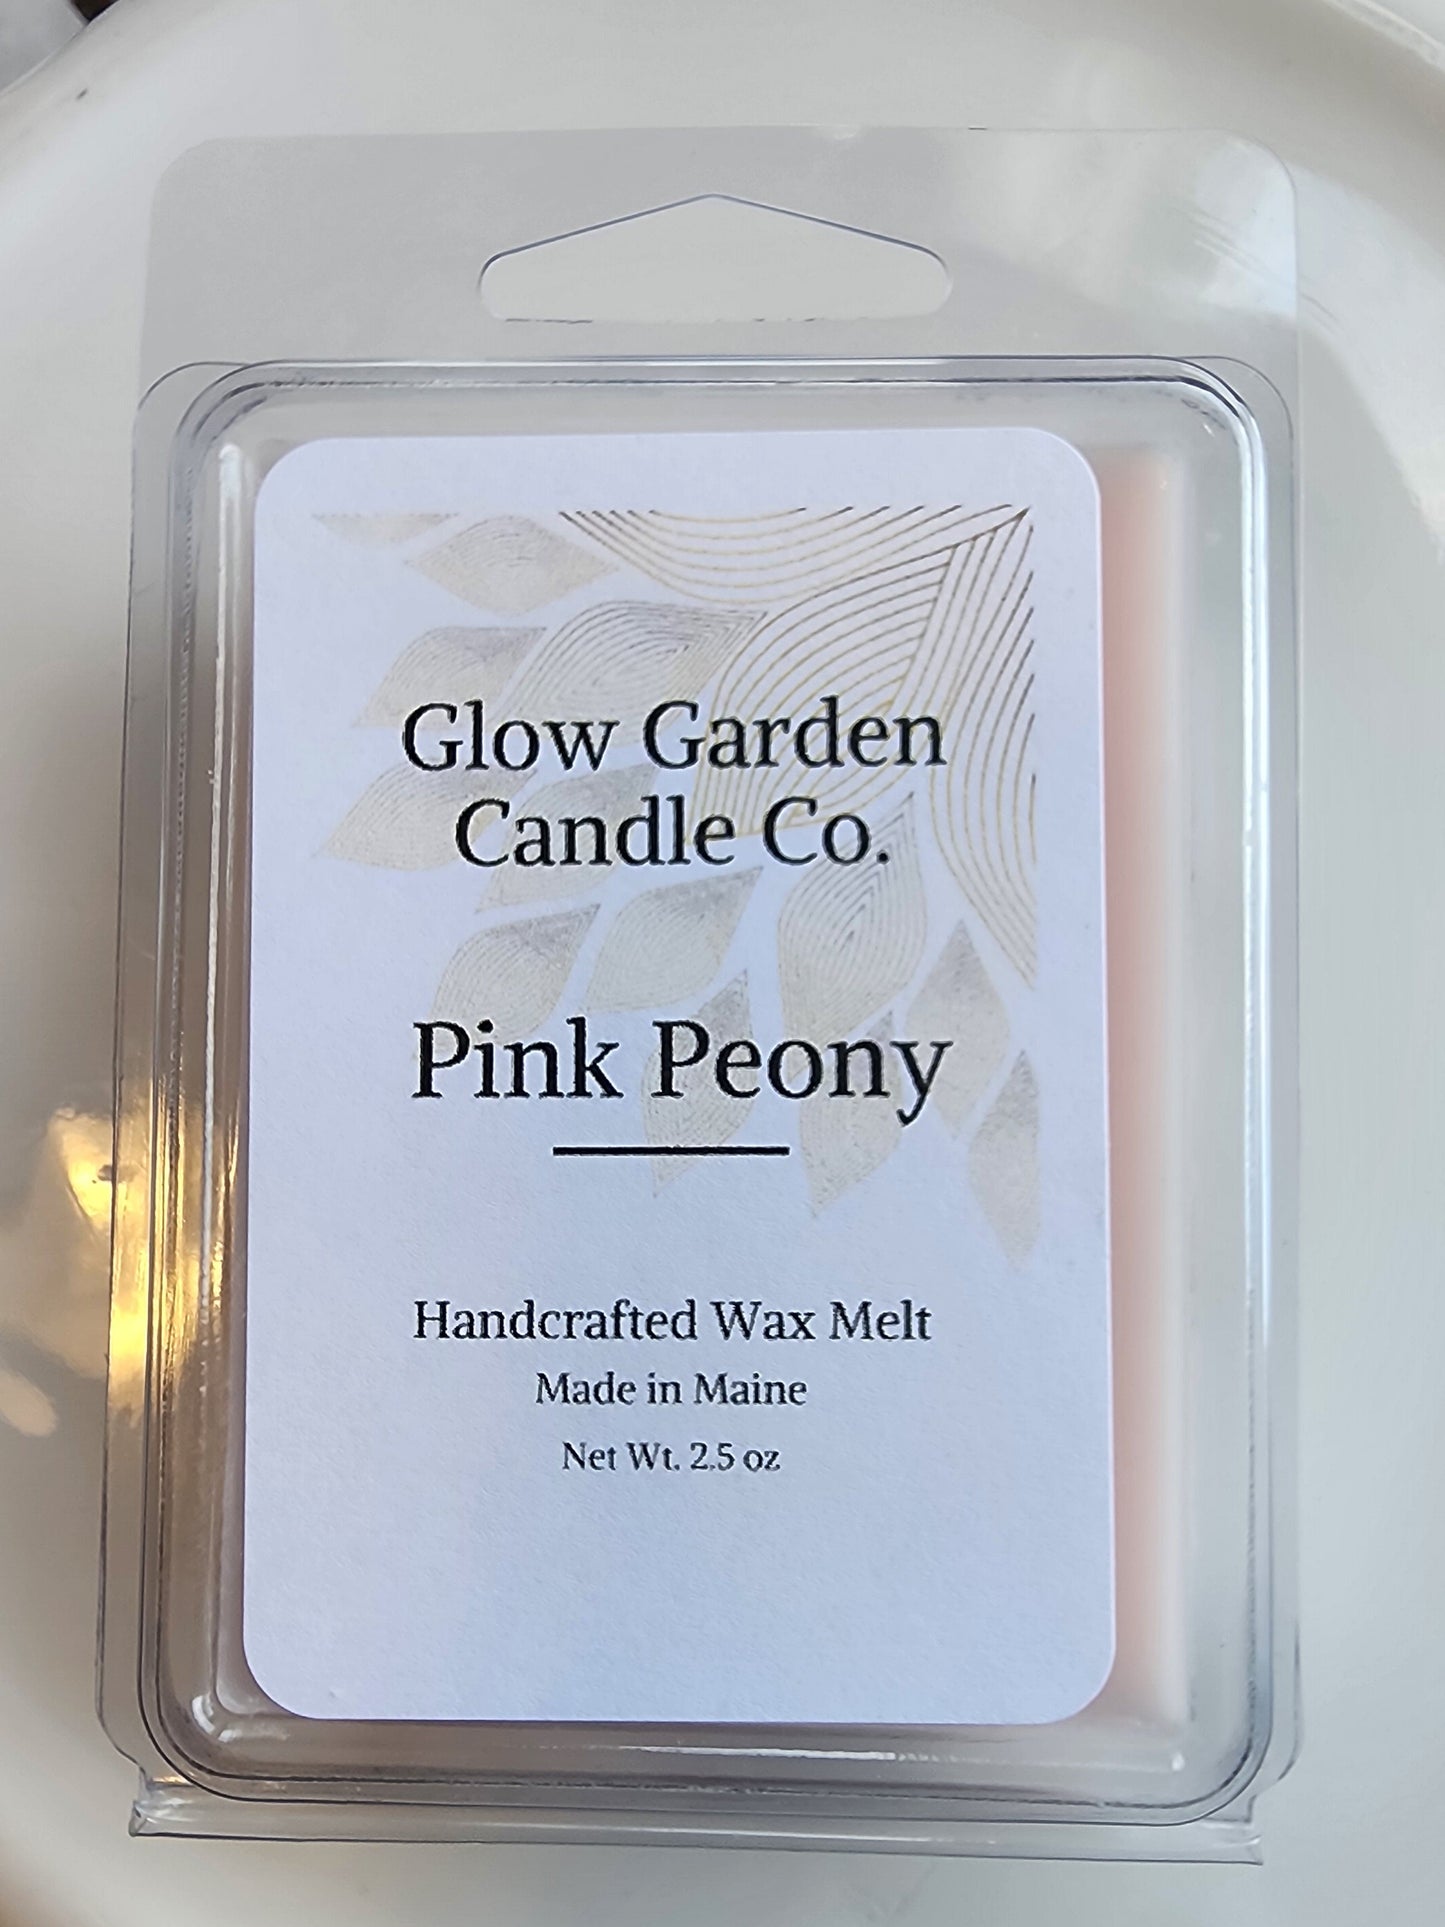 Glow Garden
Candle Co.
Pink Peony
Handcrafted Wax Melt
Made in Maine
Net Wt. 2.5 oz